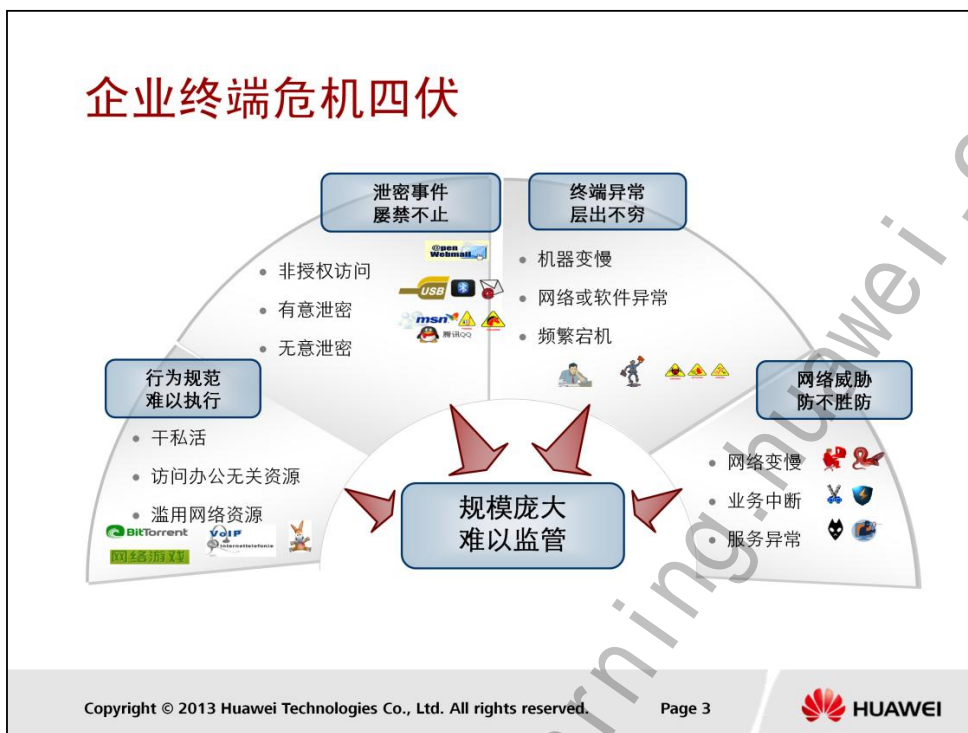 企业终端危机四伏
泄密事件
屡禁不止
终端异常
层出不穷
@pen
Webmail
• 非授权访问
• 有意泄密
• 无意泄密
USB
msn
腾讯QQ
• 机器变慢
• 网络或软件异常
• 频繁宕机
行为规范
难以执行
网络威胁
防不胜防
• 干私活
• 访问办公无关资源
• 滥用网络资源
BitTorrent
VoIP
Internettelefonie
网络游戏
• 网络变慢
• 业务中断
• 服务异常
规模庞大
难以监管
rning.huawei.c
Copyright © 2013 Huawei Technologies Co., Ltd. All rights reserved.
Page 3
HUAWEI